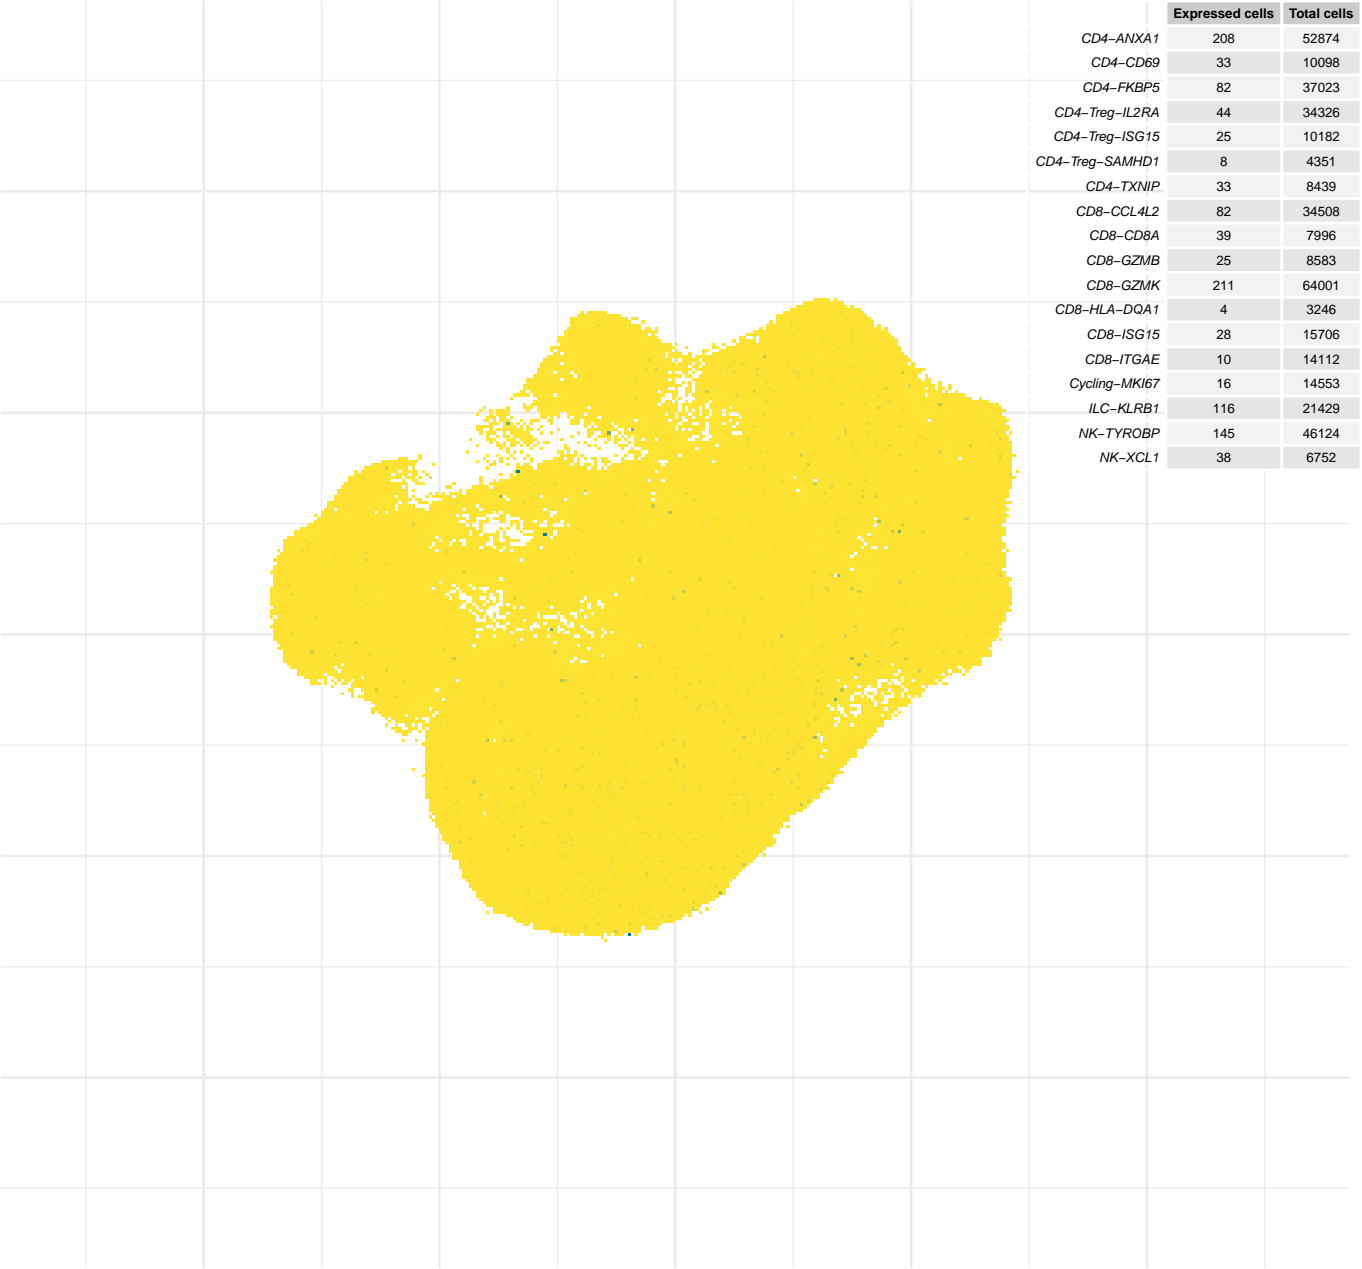 Expressed cells Total cells
CD4−ANXA1 208 52874
CD4−CD69 33 10098
CD4−FKBP5 82 37023
CD4−Treg−IL2RA 44 34326
CD4−Treg−ISG15 25 10182
CD4−Treg−SAMHD1 8 4351
CD4−TXNIP 33 8439
CD8−CCL4L2 82 34508
CD8−CD8A 39 7996
CD8−GZMB 25 8583
CD8−GZMK 211 64001
CD8−HLA−DQA1 4 3246
CD8−ISG15 28 15706
CD8−ITGAE 10 14112
Cycling−MKI67 16 14553
ILC−KLRB1 116 21429
NK−TYROBP 145 46124
NK−XCL1 38 6752